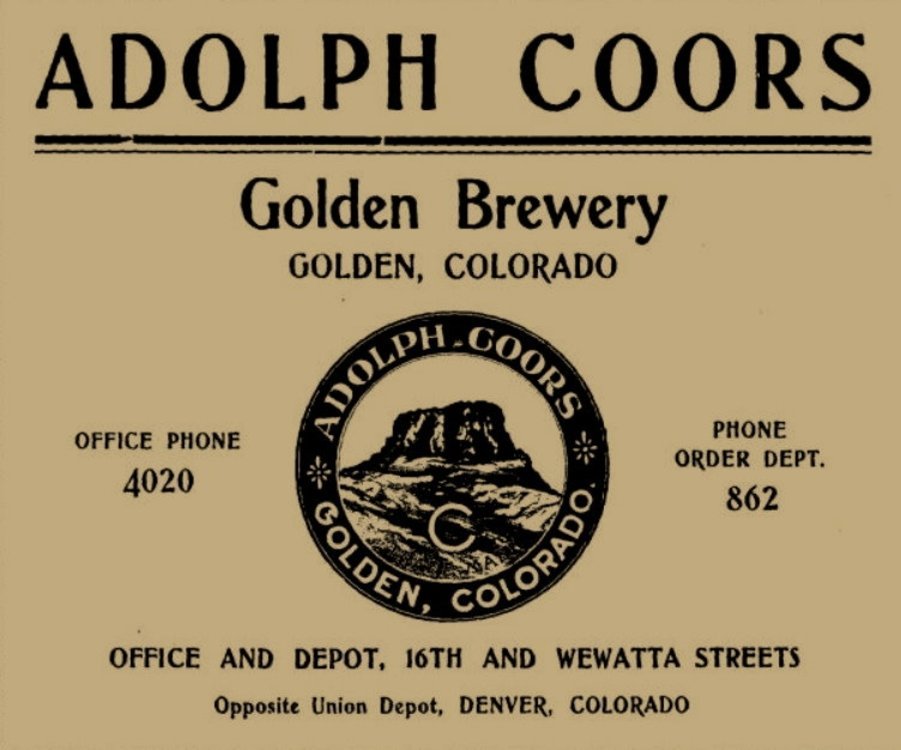 ADOLPH COORS
Golden Brewery
GOLDEN, COLORADO
ADOLPH COORS
GOLDEN, COLORADO.
C
OFFICE PHONE
4020
PHONE
ORDER DEPT.
862
OFFICE AND DEPOT, 16TH AND WEWATTA STREETS
Opposite Union Depot, DENVER, COLORADO